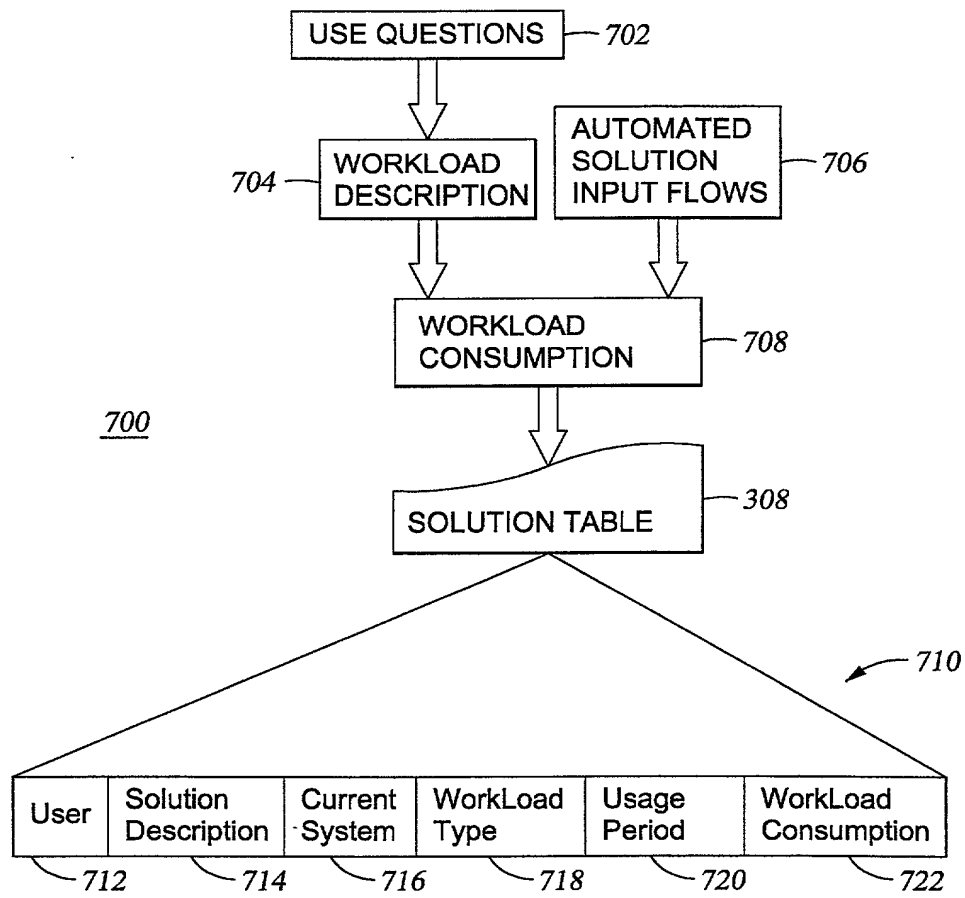 USE QUESTIONS
702
WORKLOAD
DESCRIPTION
704
AUTOMATED
SOLUTION
INPUT FLOWS
706
WORKLOAD
CONSUMPTION
708
700
SOLUTION TABLE
308
710
User
Solution
Description
Current
System
WorkLoad
Type
Usage
Period
WorkLoad
Consumption
712
714
716
718
720
722